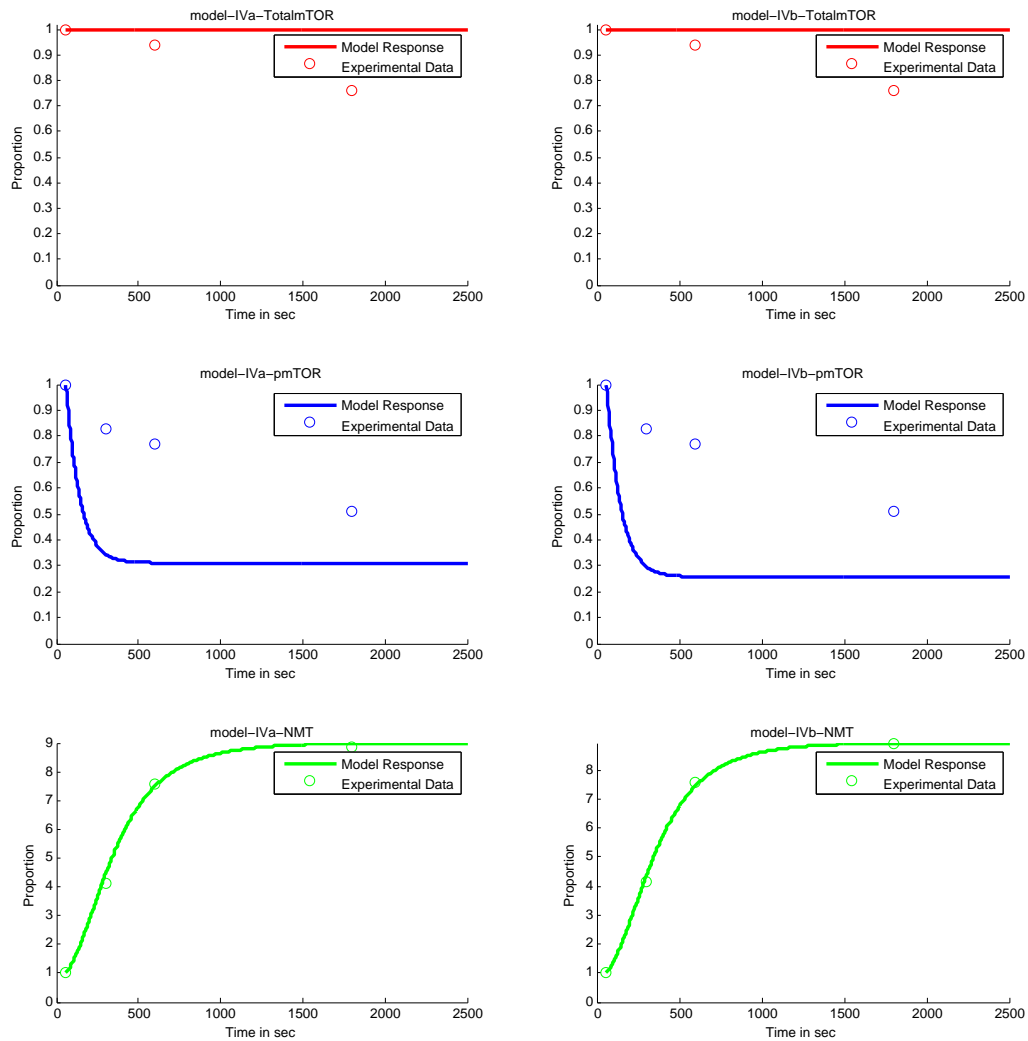 model-IVa-TotalmTOR
1
0.9
0.8
0.7
0.6
0.5
0.4
0.3
0.2
0.1
0
Proportion
Model Response
Experimental Data
0 500 1000 1500 2000 2500
Time in sec
model-IVb-TotalmTOR
1
0.9
0.8
0.7
0.6
0.5
0.4
0.3
0.2
0.1
0
Proportion
Model Response
Experimental Data
0 500 1000 1500 2000 2500
Time in sec
model-IVa-pmTOR
1
0.9
0.8
0.7
0.6
0.5
0.4
0.3
0.2
0.1
0
Proportion
Model Response
Experimental Data
0 500 1000 1500 2000 2500
Time in sec
model-IVb-pmTOR
1
0.9
0.8
0.7
0.6
0.5
0.4
0.3
0.2
0.1
0
Proportion
Model Response
Experimental Data
0 500 1000 1500 2000 2500
Time in sec
model-IVa-NMT
9
8
7
6
5
4
3
2
1
0
Proportion
Model Response
Experimental Data
0 500 1000 1500 2000 2500
Time in sec
model-IVb-NMT
8
7
6
5
4
3
2
1
0
Proportion
Model Response
Experimental Data
0 500 1000 1500 2000 2500
Time in sec